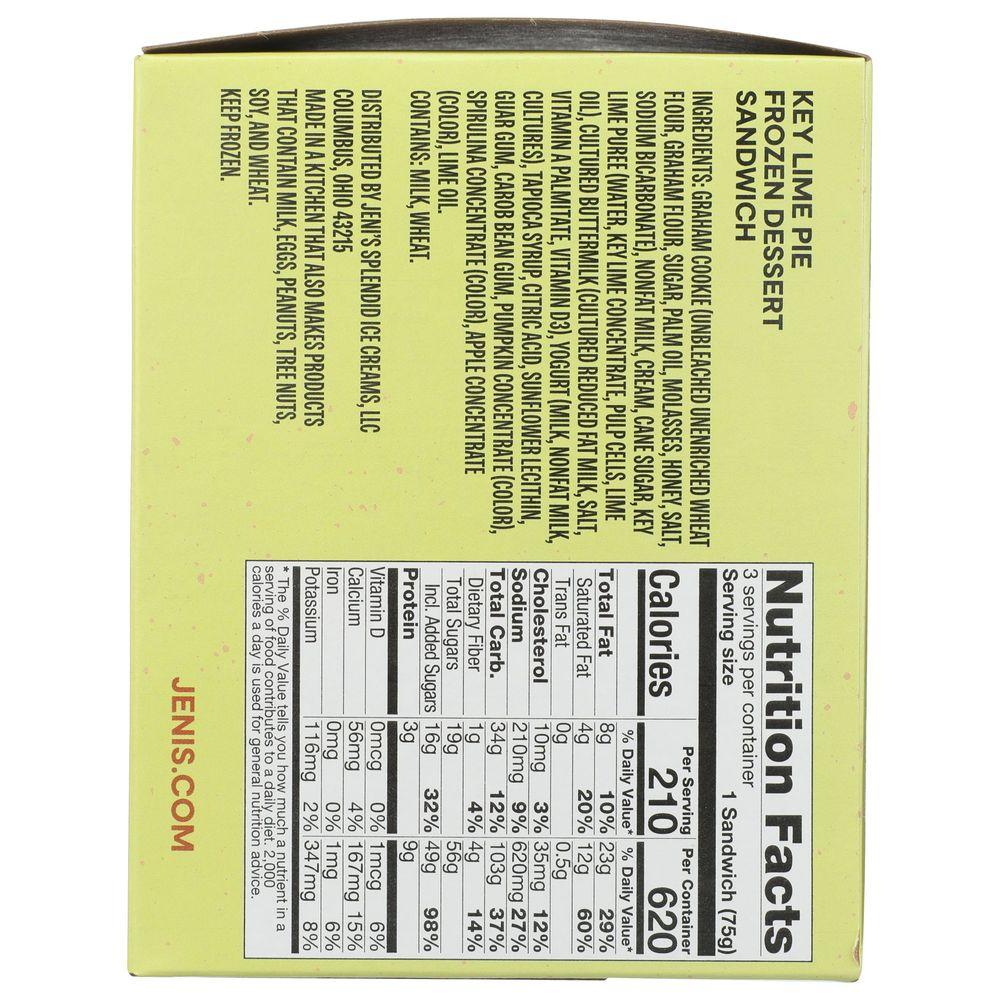 KEY LIME PIE
FROZEN DESSERT
SANDWICH
INGREDIENTS: GRAHAM COOKIE (UNBLEACHED UNENRICHED WHEAT
FLOUR, GRAHAM FLOUR, SUGAR, PALM OIL, MOLASSES, HONEY, SALT,
SODIUM BICARBONATE), NONFAT MILK, CREAM, CANE SUGAR, KEY
LIME PUREE (WATER, KEY LIME CONCENTRATE, PULP CELLS, LIME
OIL), CULTURED BUTTERMILK (CULTURED REDUCED FAT MILK, SALT,
VITAMIN A PALMITATE, VITAMIN D3), YOGURT (MILK, NONFAT MILK,
CULTURES), TAPIOCA SYRUP, CITRIC ACID, SUNFLOWER LECITHIN,
GUAR GUM, CAROB BEAN GUM, PUMPKIN CONCENTRATE (COLOR),
SPIRULINA CONCENTRATE (COLOR), APPLE CONCENTRATE
(COLOR), LIME OIL.
CONTAINS: MILK, WHEAT.
DISTRIBUTED BY JENI'S SPLENDID ICE CREAMS, LLC
COLUMBUS, OHIO 43215
MADE IN A KITCHEN THAT ALSO MAKES PRODUCTS
THAT CONTAIN MILK, EGGS, PEANUTS, TREE NUTS,
SOY, AND WHEAT.
KEEP FROZEN.
Nutrition Facts
3 servings per container
Serving size 1 Sandwich (75g)
Per Serving Per Container
Calories 210 620
% Daily Value* % Daily Value*
Total Fat 8g 10% 23g 29%
Saturated Fat 4g 20% 12g 60%
Trans Fat 0g 0.5g
Cholesterol 10mg 3% 35mg 12%
Sodium 210mg 9% 620mg 27%
Total Carb. 34g 12% 103g 37%
Dietary Fiber 1g 4% 4g 14%
Total Sugars 19g 56g
Incl. Added Sugars 16g 32% 49g 98%
Protein 3g 9g
Vitamin D 0mcg 0% 1mcg 6%
Calcium 56mg 4% 167mg 15%
Iron 0mg 0% 1mg 6%
Potassium 116mg 2% 347mg 8%
* The % Daily Value tells you how much a nutrient in a
serving of food contributes to a daily diet. 2,000
calories a day is used for general nutrition advice.
JENIS.COM